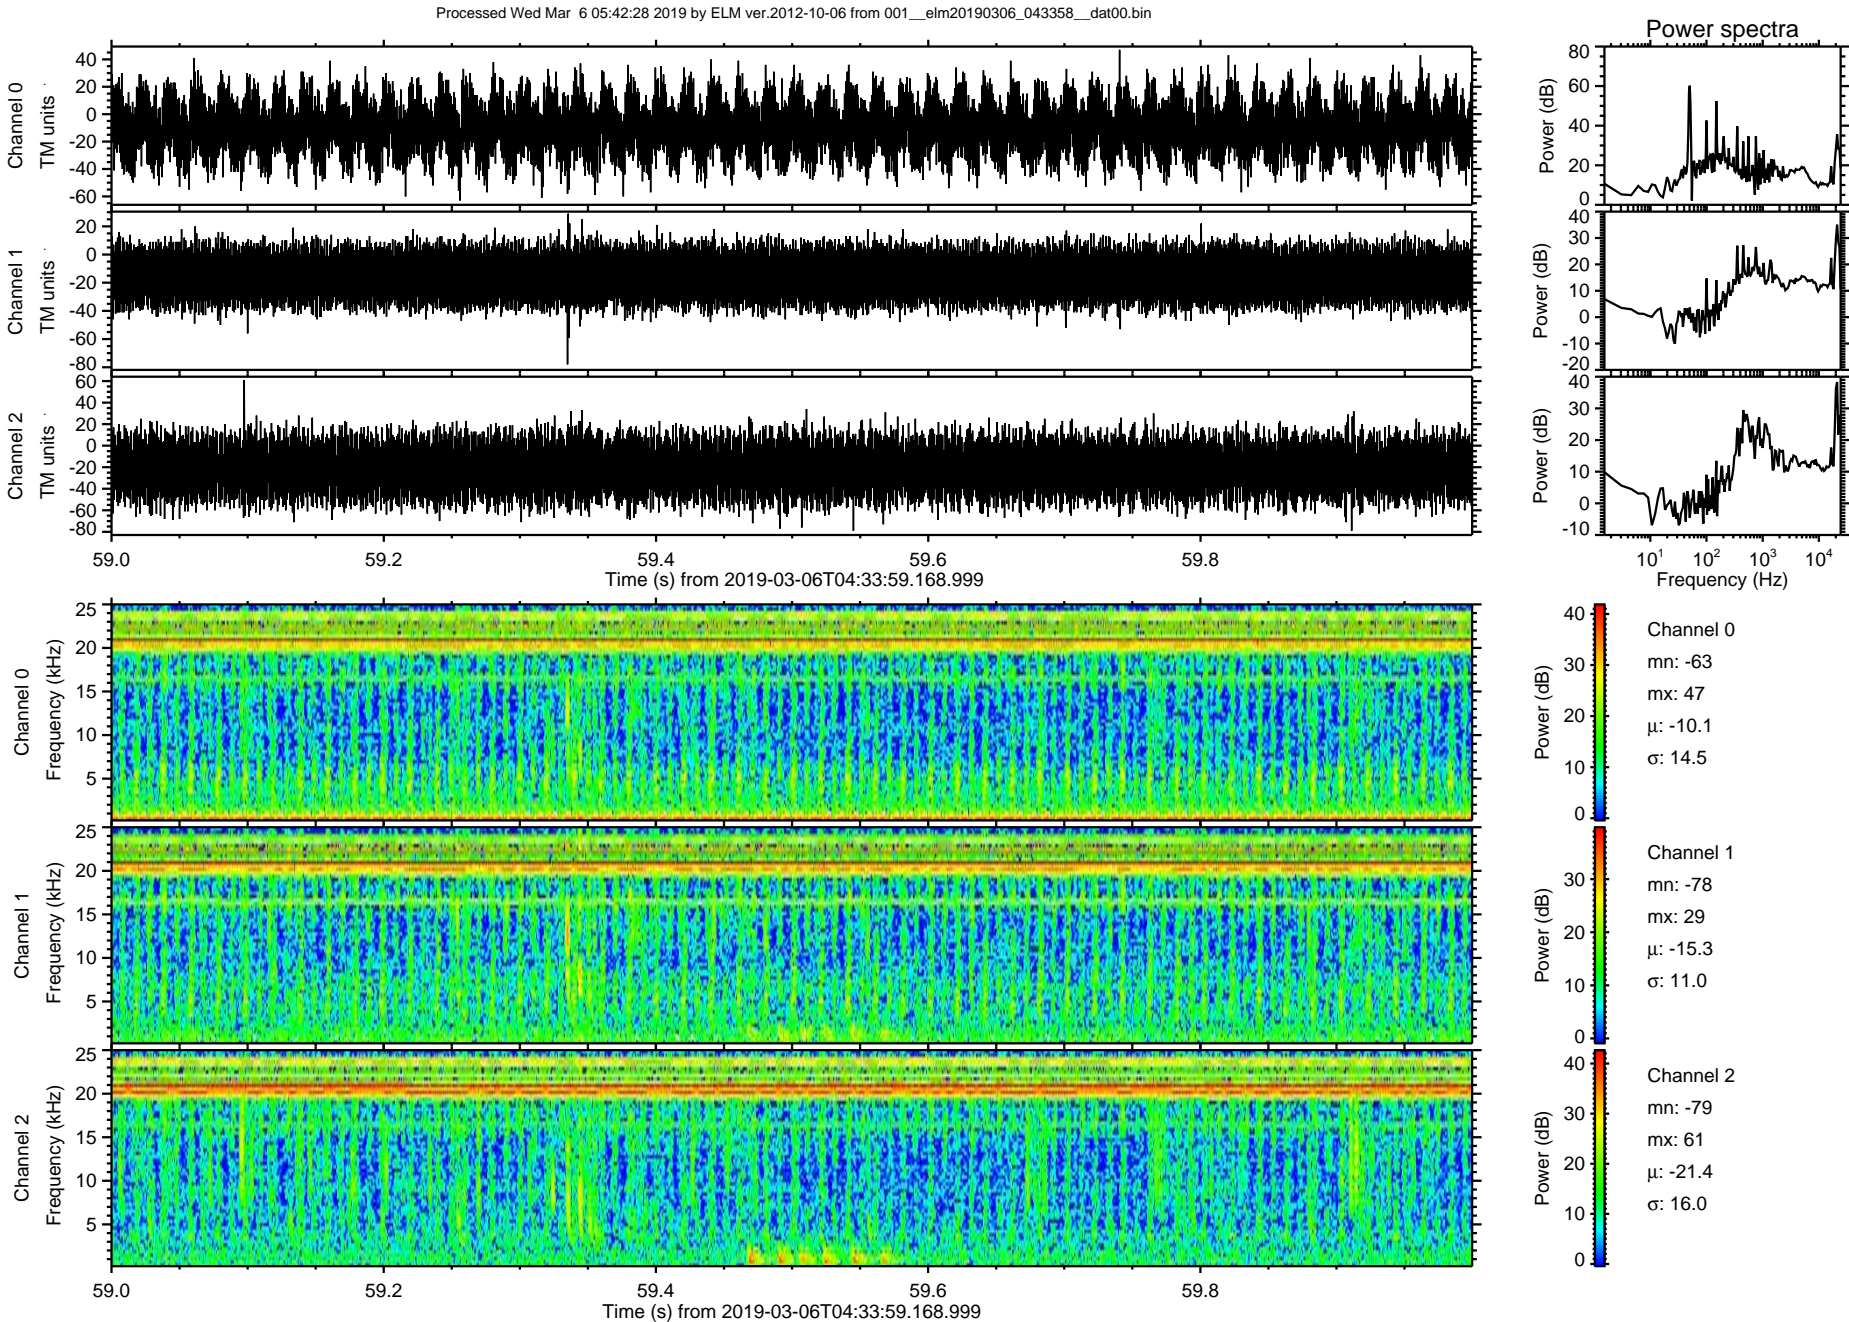 Processed Wed Mar  6 05:42:28 2019 by ELM ver.2012-10-06 from 001__elm20190306_043358__dat00.bin
Power spectra
Channel 0
TM units
40
20
0
-20
-40
-60
Power (dB)
80
60
40
20
0
Channel 1
TM units
20
0
-20
-40
-60
-80
Power (dB)
40
30
20
10
0
-10
-20
Channel 2
TM units
60
40
20
0
-20
-40
-60
-80
Power (dB)
40
30
20
10
0
-10
59.0 59.2 59.4 59.6 59.8
Time (s) from 2019-03-06T04:33:59.168.999
10^1 10^2 10^3 10^4
Frequency (Hz)
Channel 0
Frequency (kHz)
25
20
15
10
5
Power (dB)
40
30
20
10
0
Channel 0
mn: -63
mx: 47
μ: -10.1
σ: 14.5
Channel 1
Frequency (kHz)
25
20
15
10
5
Power (dB)
30
20
10
0
Channel 1
mn: -78
mx: 29
μ: -15.3
σ: 11.0
Channel 2
Frequency (kHz)
25
20
15
10
5
Power (dB)
40
30
20
10
0
Channel 2
mn: -79
mx: 61
μ: -21.4
σ: 16.0
59.0 59.2 59.4 59.6 59.8
Time (s) from 2019-03-06T04:33:59.168.999